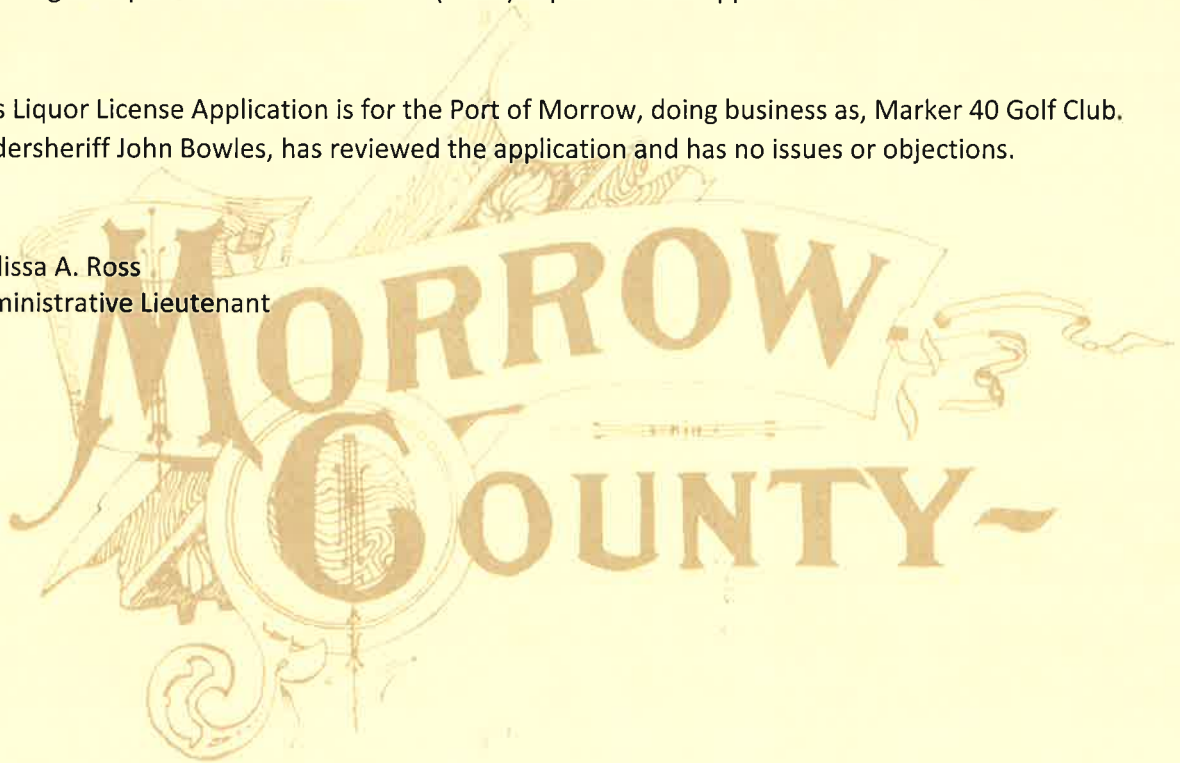 s Liquor License Application is for the Port of Morrow, doing business as, Marker 40 Golf Club.
dersheriff John Bowles, has reviewed the application and has no issues or objections.
lissa A. Ross
ministrative Lieutenant
MORROW
COUNTY~